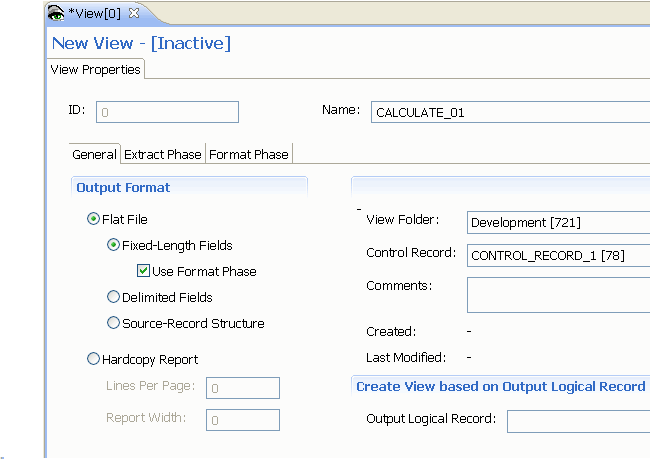 *View[0]
New View - [Inactive]
View Properties
ID: 0 Name: CALCULATE_01
General Extract Phase Format Phase
Output Format
Flat File
Fixed-Length Fields
Use Format Phase
Delimited Fields
Source-Record Structure
Hardcopy Report
Lines Per Page: 0
Report Width: 0
View Folder: Development [721]
Control Record: CONTROL_RECORD_1 [78]
Comments:
Created: -
Last Modified: -
Create View based on Output Logical Record
Output Logical Record: